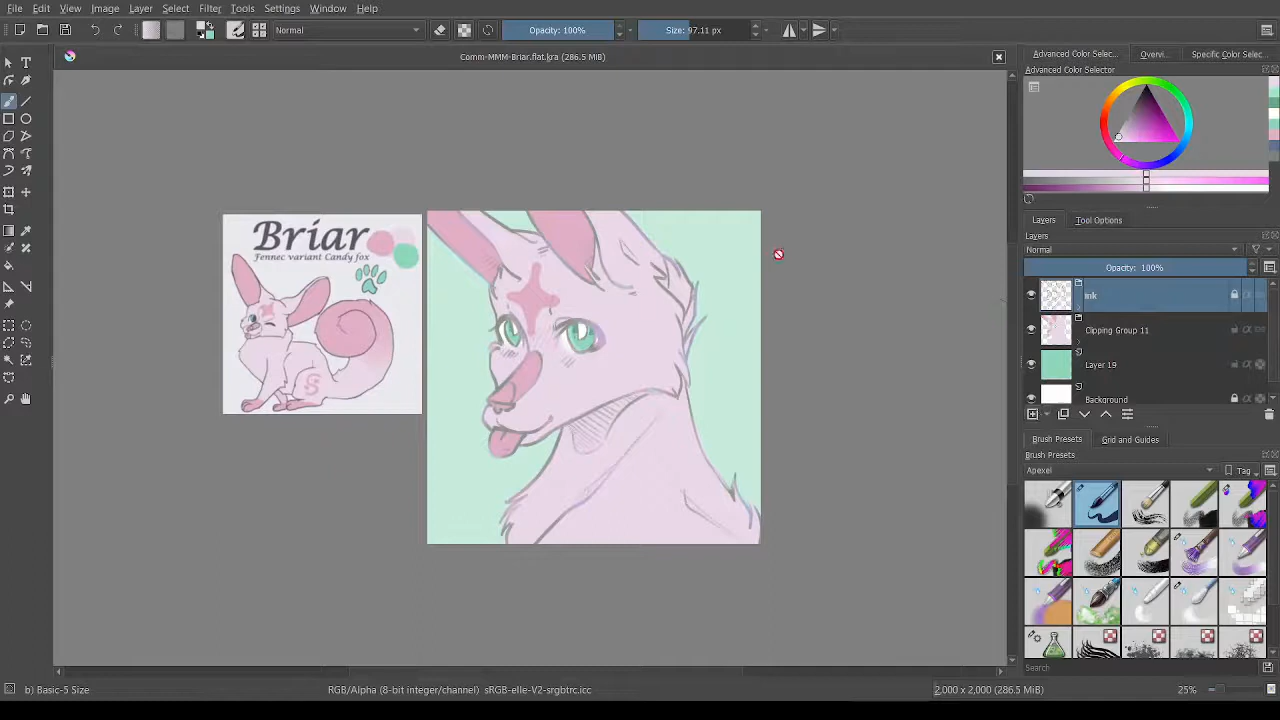 File Edit View Image Layer Select Filter Tools Settings Window Help
Normal
Opacity: 100%
Size: 97.11 px
Comm-MMM-Briar.flat.kra (286.5 MiB)
Advanced Color Selec... Overvi... Specific Color Selec...
Advanced Color Selector
Briar
Fennec variant Candy fox
Layers Tool Options
Layers
Normal
Opacity: 100%
ink
Clipping Group 11
Layer 19
Background
Brush Presets Grid and Guides
Brush Presets
Apexel
Tag
Search
b) Basic-5 Size
RGB/Alpha (8-bit integer/channel) sRGB-elle-V2-srgbtrc.icc
2,000 x 2,000 (286.5 MiB)
25%